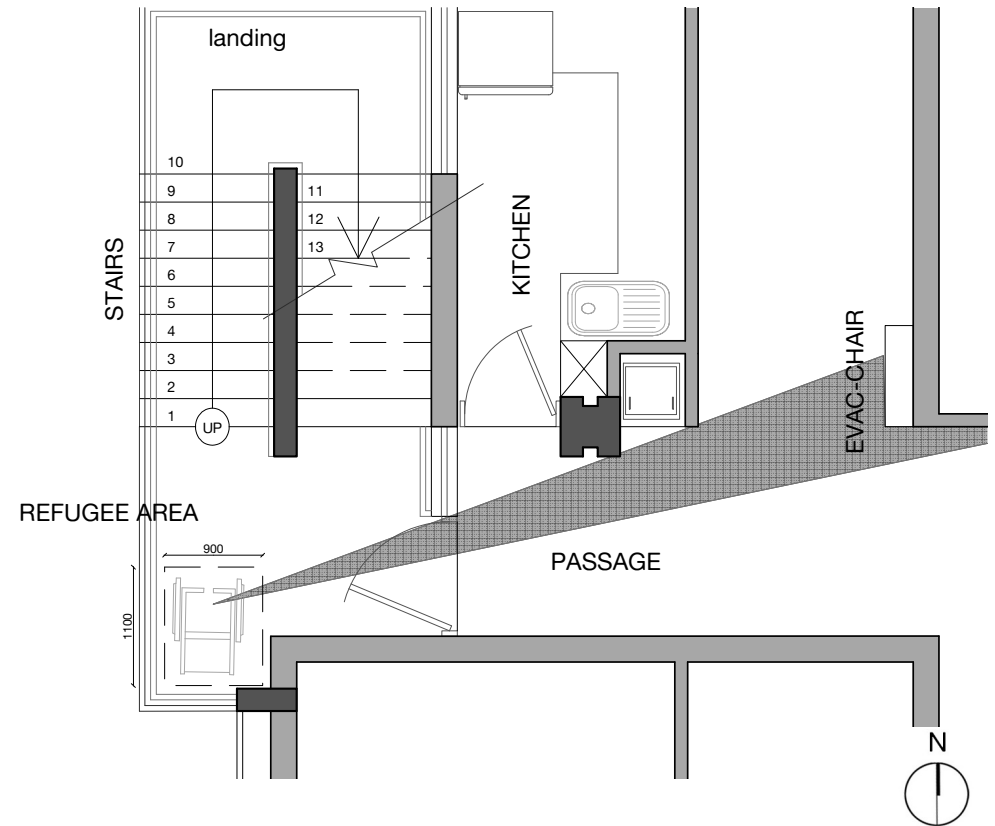 landing
10
9
11
8
12
7
13
6
5
4
3
2
1
UP
STAIRS
KITCHEN
EVAC-CHAIR
REFUGEE AREA
900
1100
PASSAGE
N